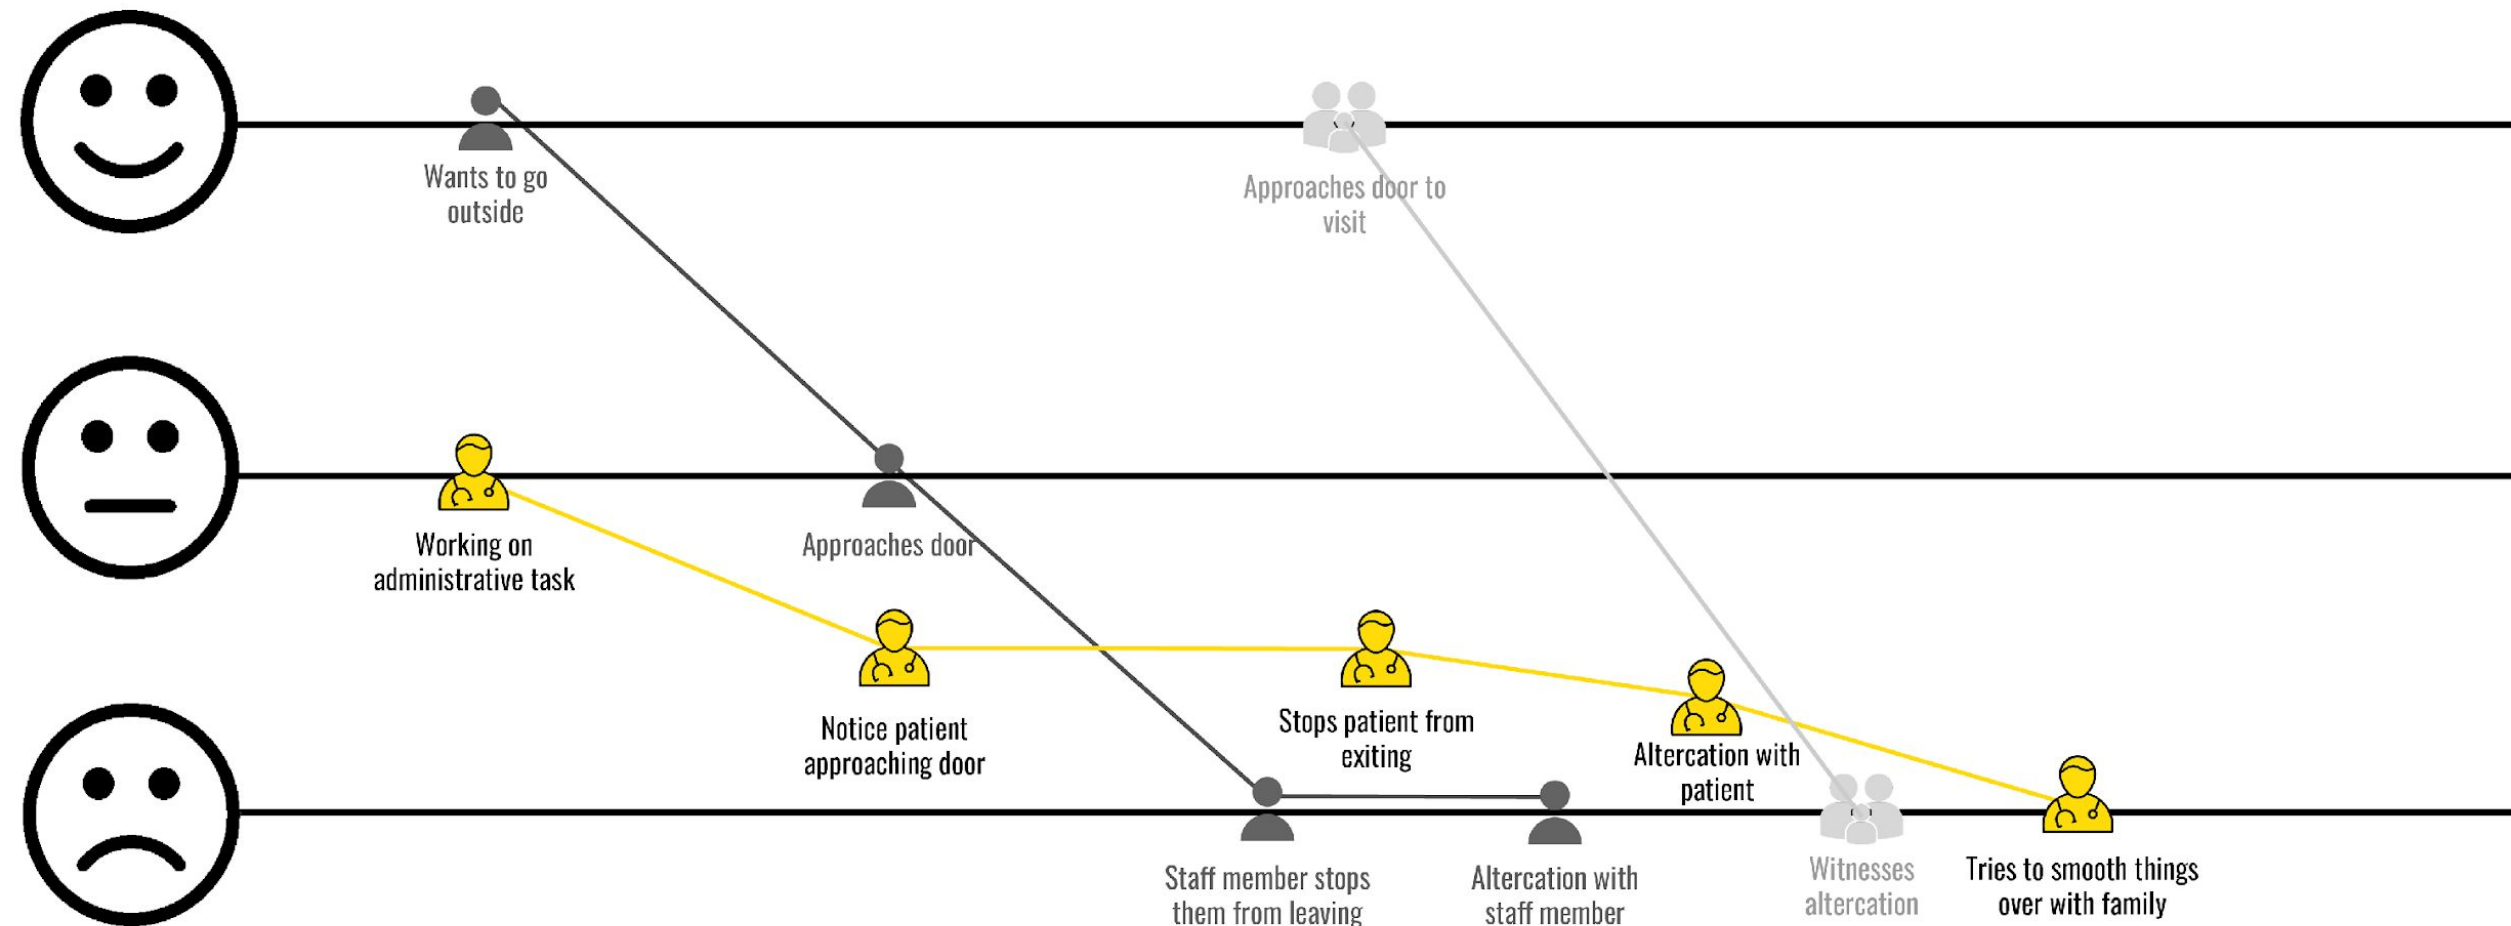 Wants to go
outside
Approaches door to
visit
Working on
administrative task
Approaches door
Notice patient
approaching door
Stops patient from
exiting
Altercation with
patient
Staff member stops
them from leaving
Altercation with
staff member
Witnesses
altercation
Tries to smooth things
over with family